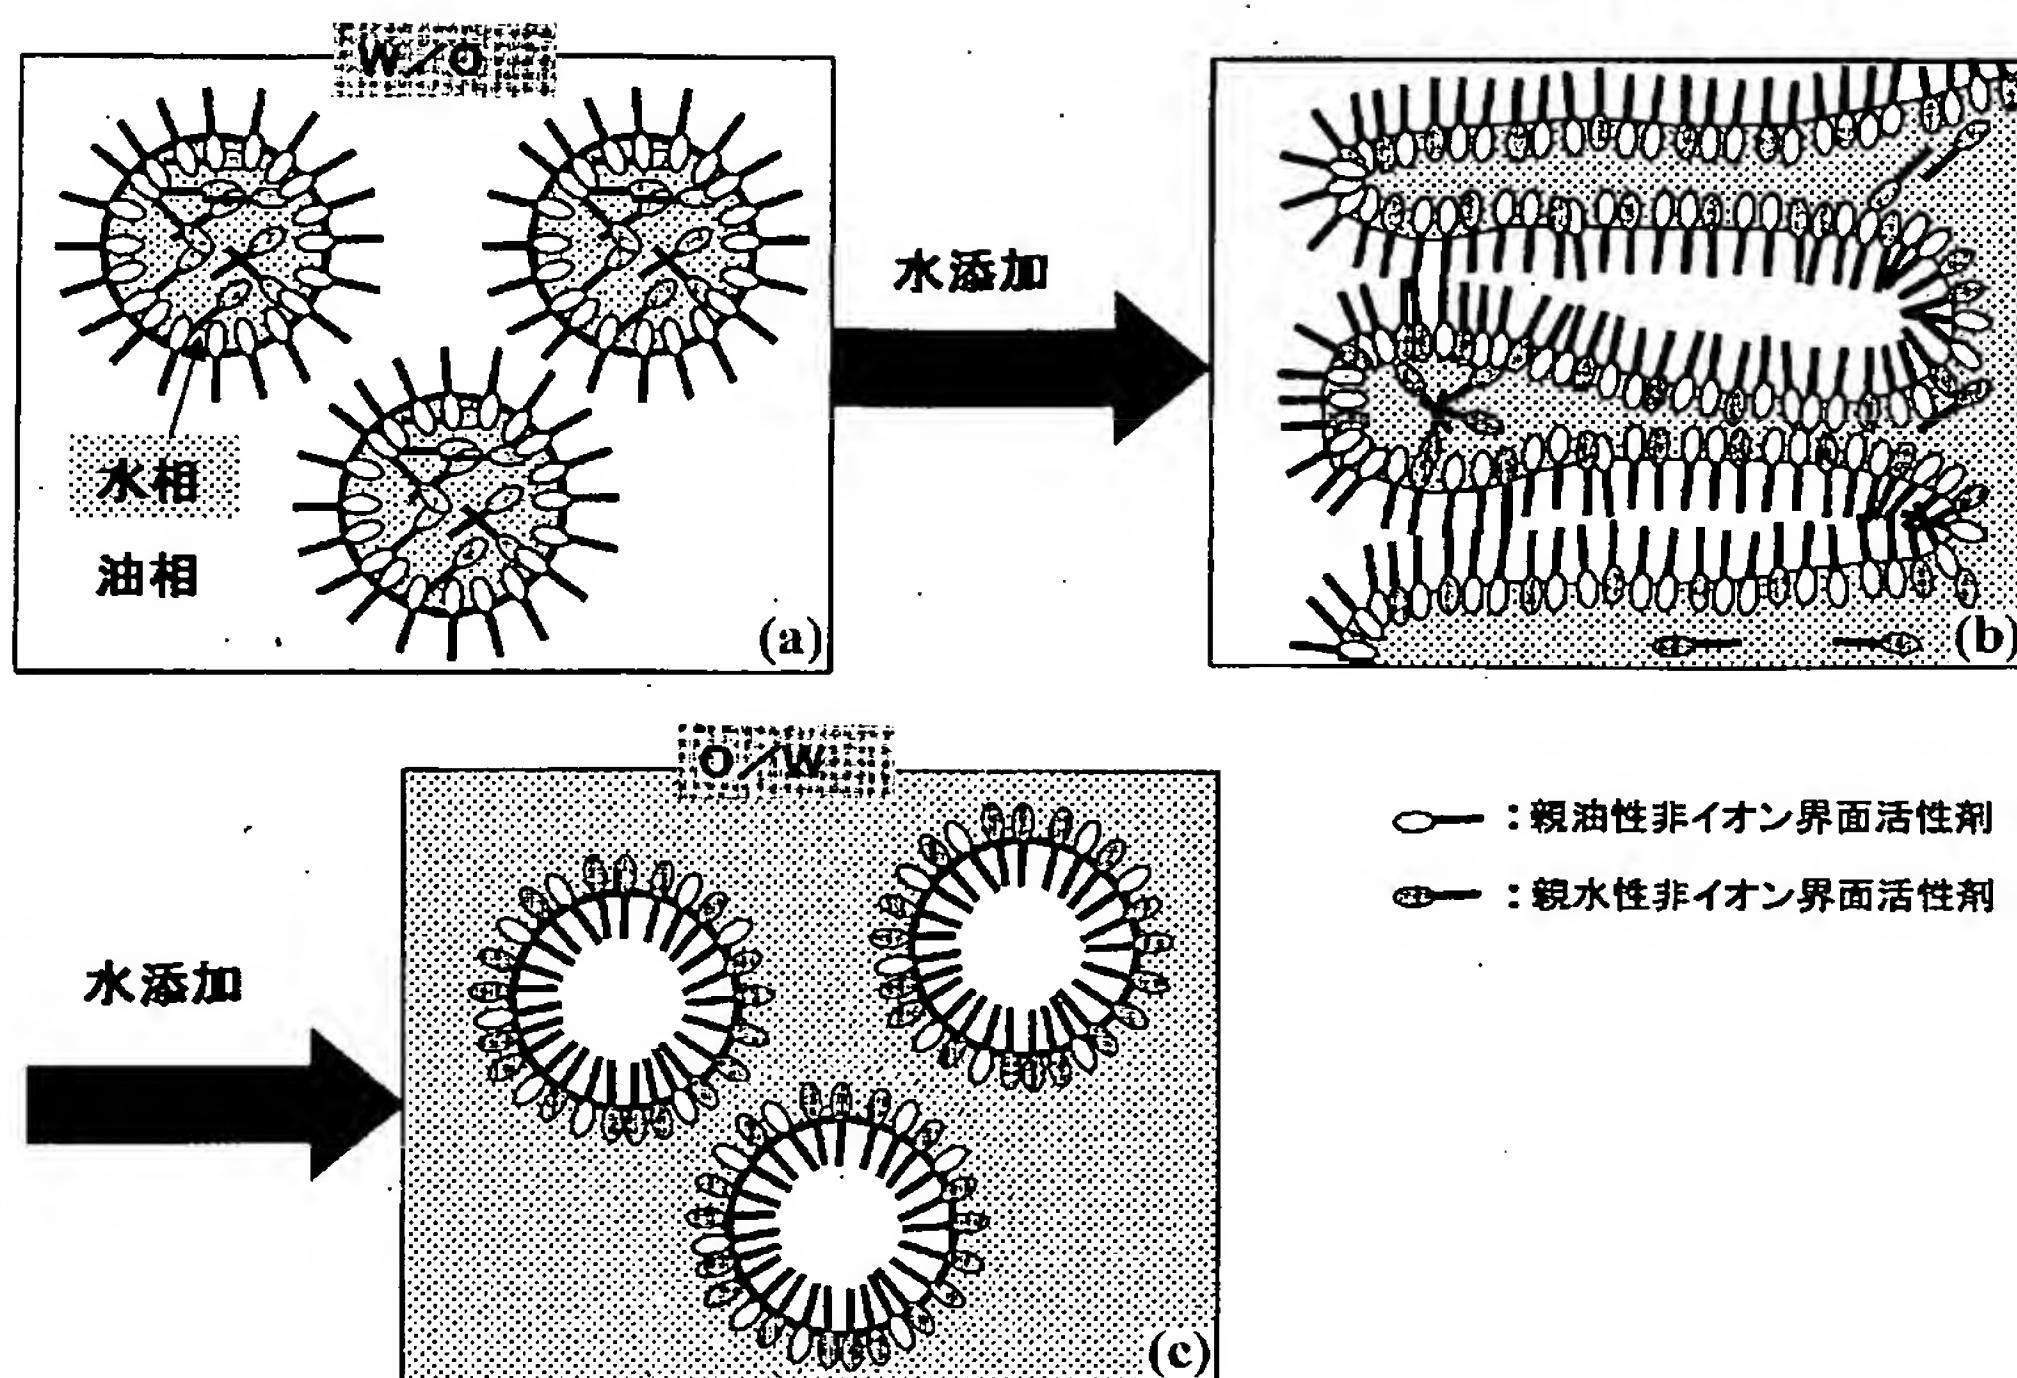 W/O
水添加
水相
油相
(a)
(b)
O/W
:親油性非イオン界面活性剤
:親水性非イオン界面活性剤
水添加
(c)